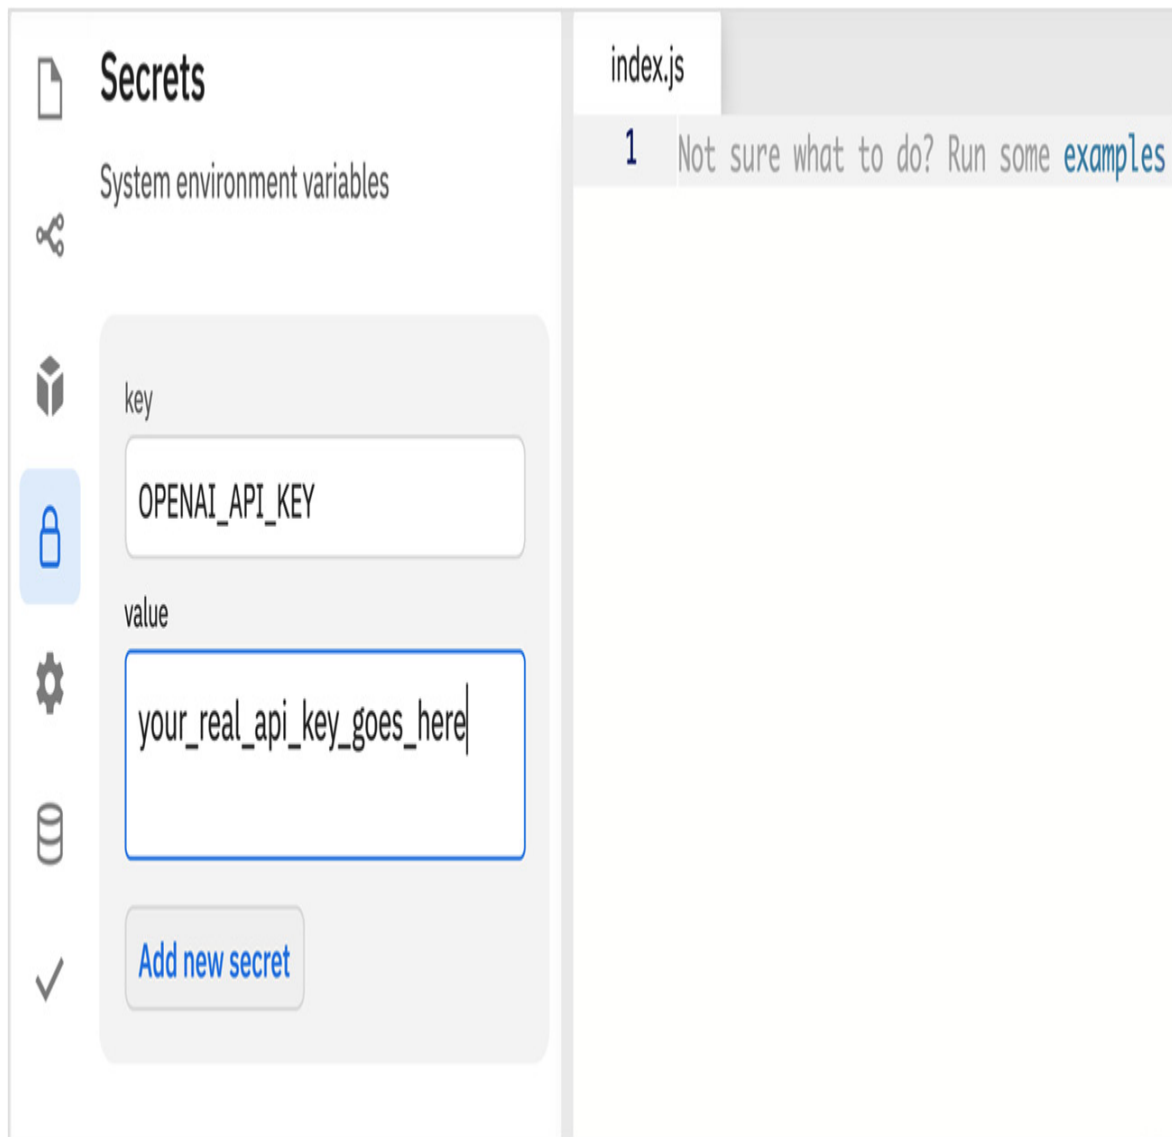 Secrets
System environment variables
key
OPENAI_API_KEY
value
your_real_api_key_goes_here
Add new secret
index.js
1 Not sure what to do? Run some examples